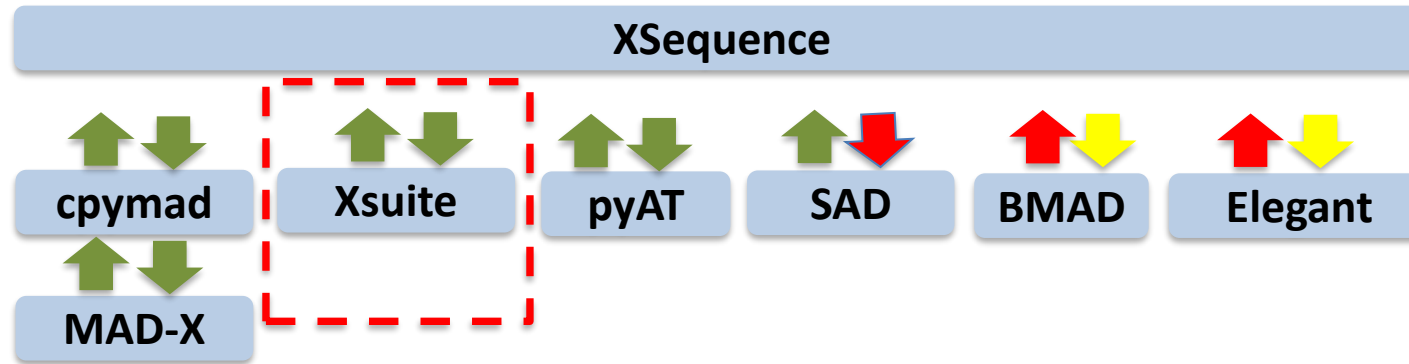 XSequence
cpymad
Xsuite
pyAT
SAD
BMAD
Elegant
MAD-X